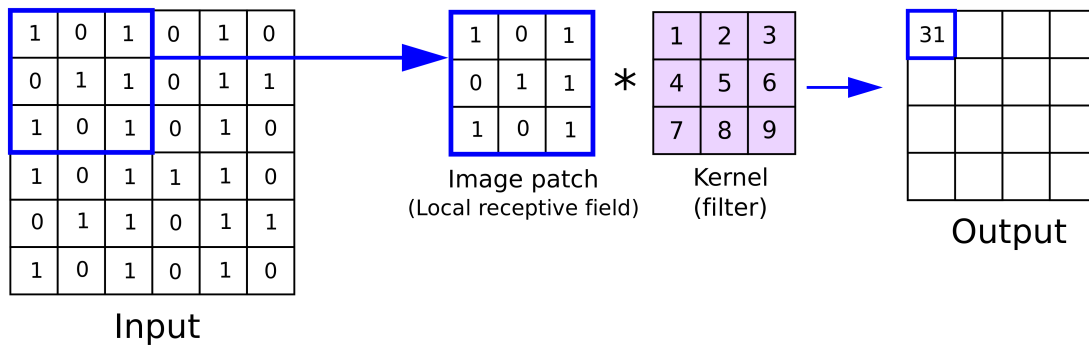 1 0 1 0 1 0
0 1 1 0 1 1
1 0 1 0 1 0
1 0 1 1 1 0
0 1 1 0 1 1
1 0 1 0 1 0
Input
1 0 1
0 1 1
1 0 1
Image patch
(Local receptive field)
*
1 2 3
4 5 6
7 8 9
Kernel
(filter)
31
Output